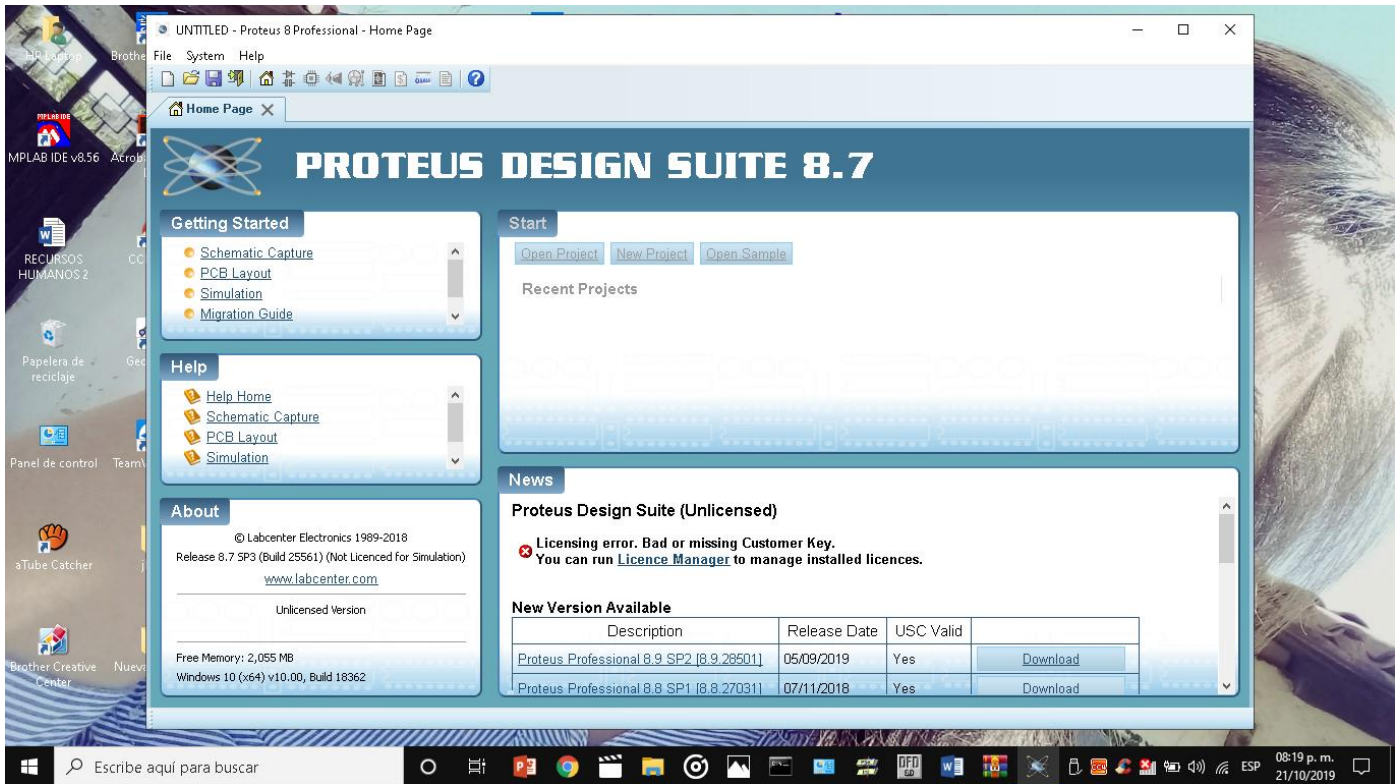 UNTITLED - Proteus 8 Professional - Home Page
File System Help
Home Page
PROTEUS DESIGN SUITE 8.7
Getting Started
Schematic Capture
PCB Layout
Simulation
Migration Guide
Start
Open Project New Project Open Sample
Recent Projects
Help
Help Home
Schematic Capture
PCB Layout
Simulation
About
© Labcenter Electronics 1989-2018
Release 8.7 SP3 (Build 25561) (Not Licenced for Simulation)
www.labcenter.com
Unlicensed Version
Free Memory: 2,055 MB
Windows 10 (x64) v10.00, Build 18362
News
Proteus Design Suite (Unlicensed)
Licensing error. Bad or missing Customer Key.
You can run Licence Manager to manage installed licences.
New Version Available
Description Release Date USC Valid
Proteus Professional 8.9 SP2 [8.9.28501] 05/09/2019 Yes Download
Proteus Professional 8.8 SP1 [8.8.27031] 07/11/2018 Yes Download
HP Laptop
MPLAB IDE
MPLAB IDE v8.56
RECURSOS
HUMANOS 2
Papelera de
reciclaje
Panel de control
aTube Catcher
Brother Creative
Center
Escribe aquí para buscar
ESP
08:19 p. m.
21/10/2019